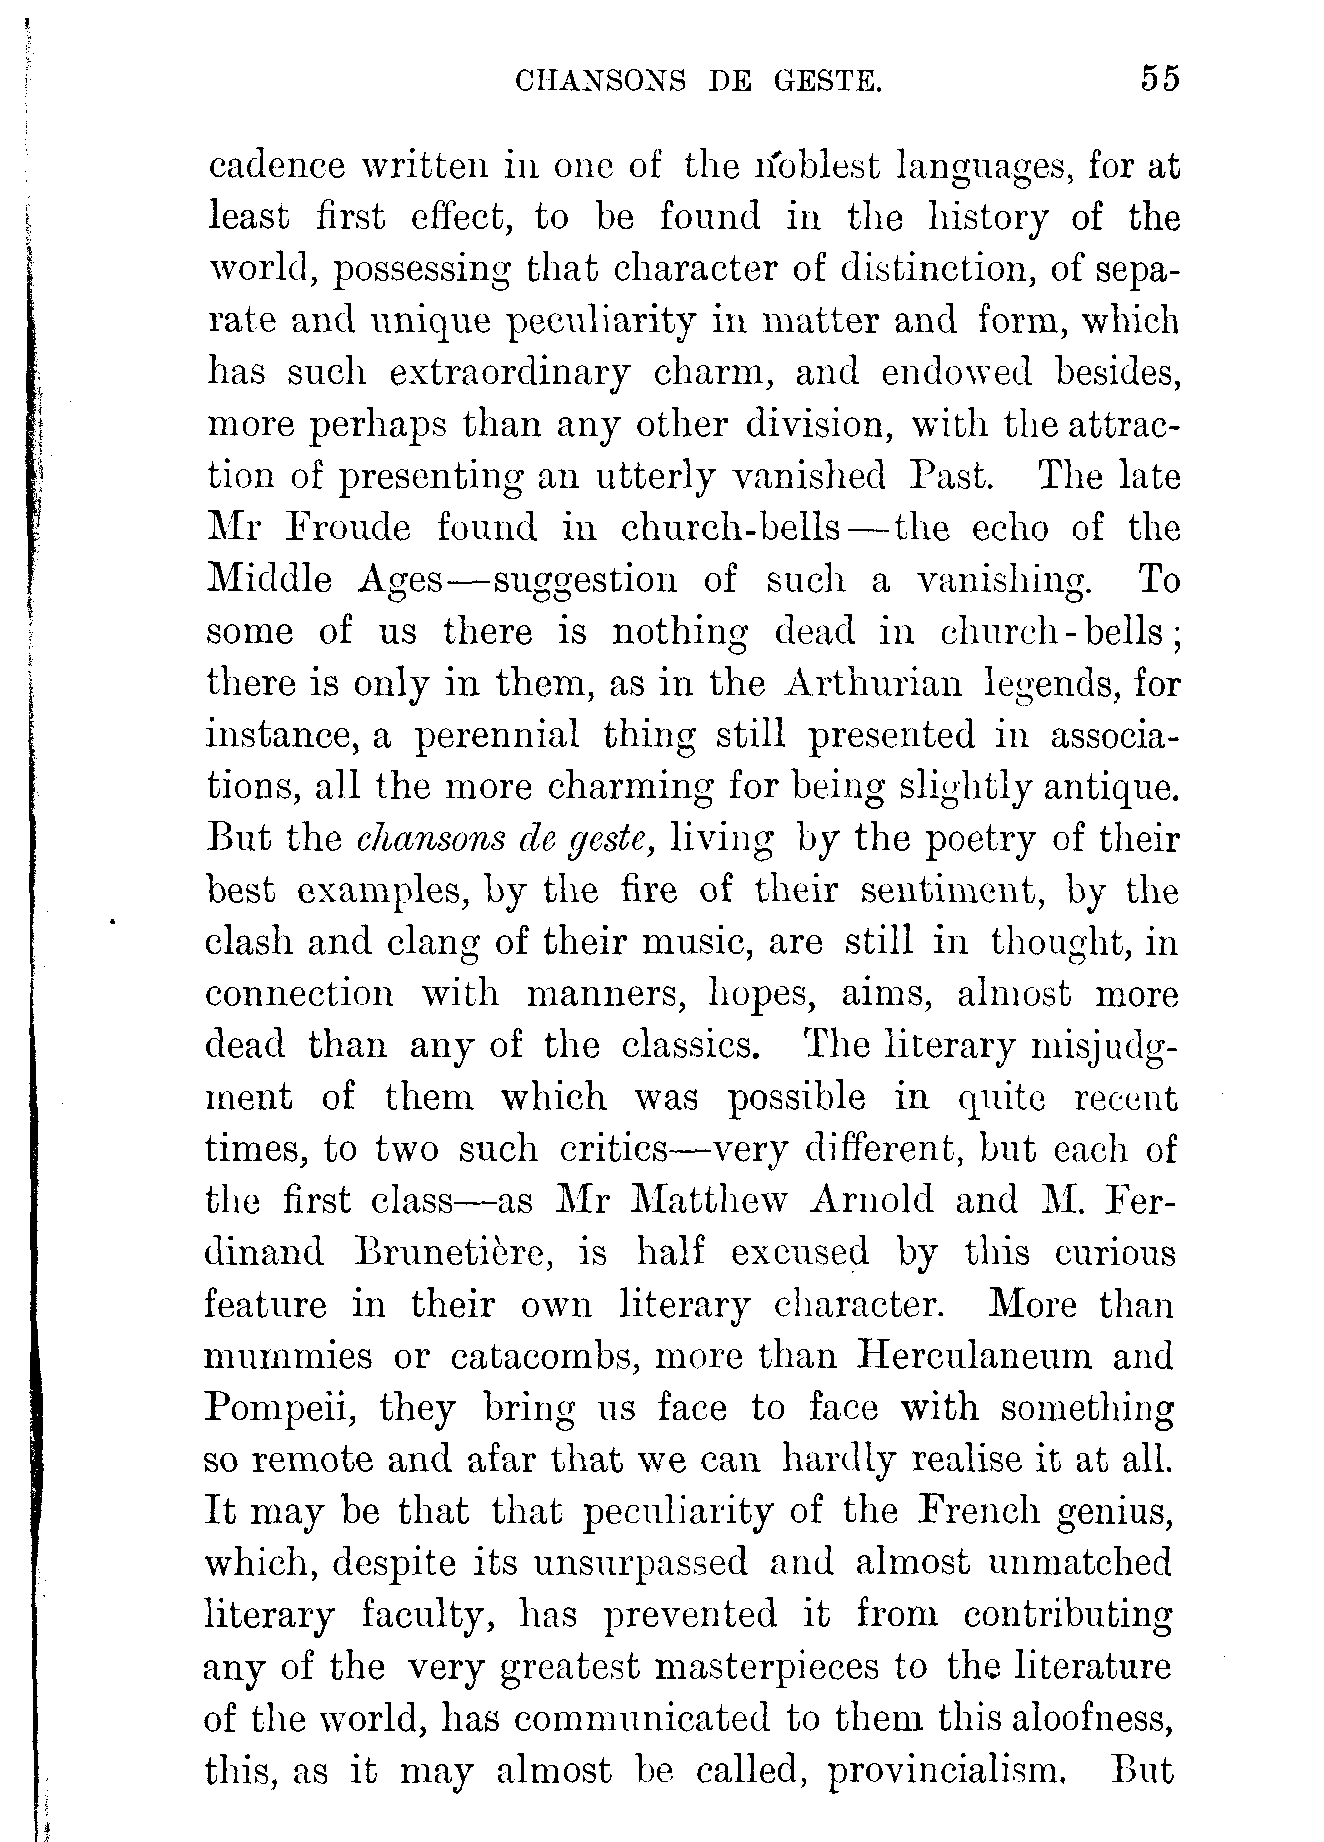 CHANSONS DE GESTE. 55
cadence written in one of the noblest languages, for at
least first effect, to be found in the history of the
world, possessing that character of distinction, of sepa-
rate and unique peculiarity in matter and form, which
has such extraordinary charm, and endowed besides,
more perhaps than any other division, with the attrac-
tion of presenting an utterly vanished Past. The late
Mr Froude found in church-bells—the echo of the
Middle Ages—suggestion of such a vanishing. To
some of us there is nothing dead in church-bells;
there is only in them, as in the Arthurian legends, for
instance, a perennial thing still presented in associa-
tions, all the more charming for being slightly antique.
But the chansons de geste, living by the poetry of their
best examples, by the fire of their sentiment, by the
clash and clang of their music, are still in thought, in
connection with manners, hopes, aims, almost more
dead than any of the classics. The literary misjudg-
ment of them which was possible in quite recent
times, to two such critics—very different, but each of
the first class—as Mr Matthew Arnold and M. Fer-
dinand Brunetière, is half excused by this curious
feature in their own literary character. More than
mummies or catacombs, more than Herculaneum and
Pompeii, they bring us face to face with something
so remote and afar that we can hardly realise it at all.
It may be that that peculiarity of the French genius,
which, despite its unsurpassed and almost unmatched
literary faculty, has prevented it from contributing
any of the very greatest masterpieces to the literature
of the world, has communicated to them this aloofness,
this, as it may almost be called, provincialism. But